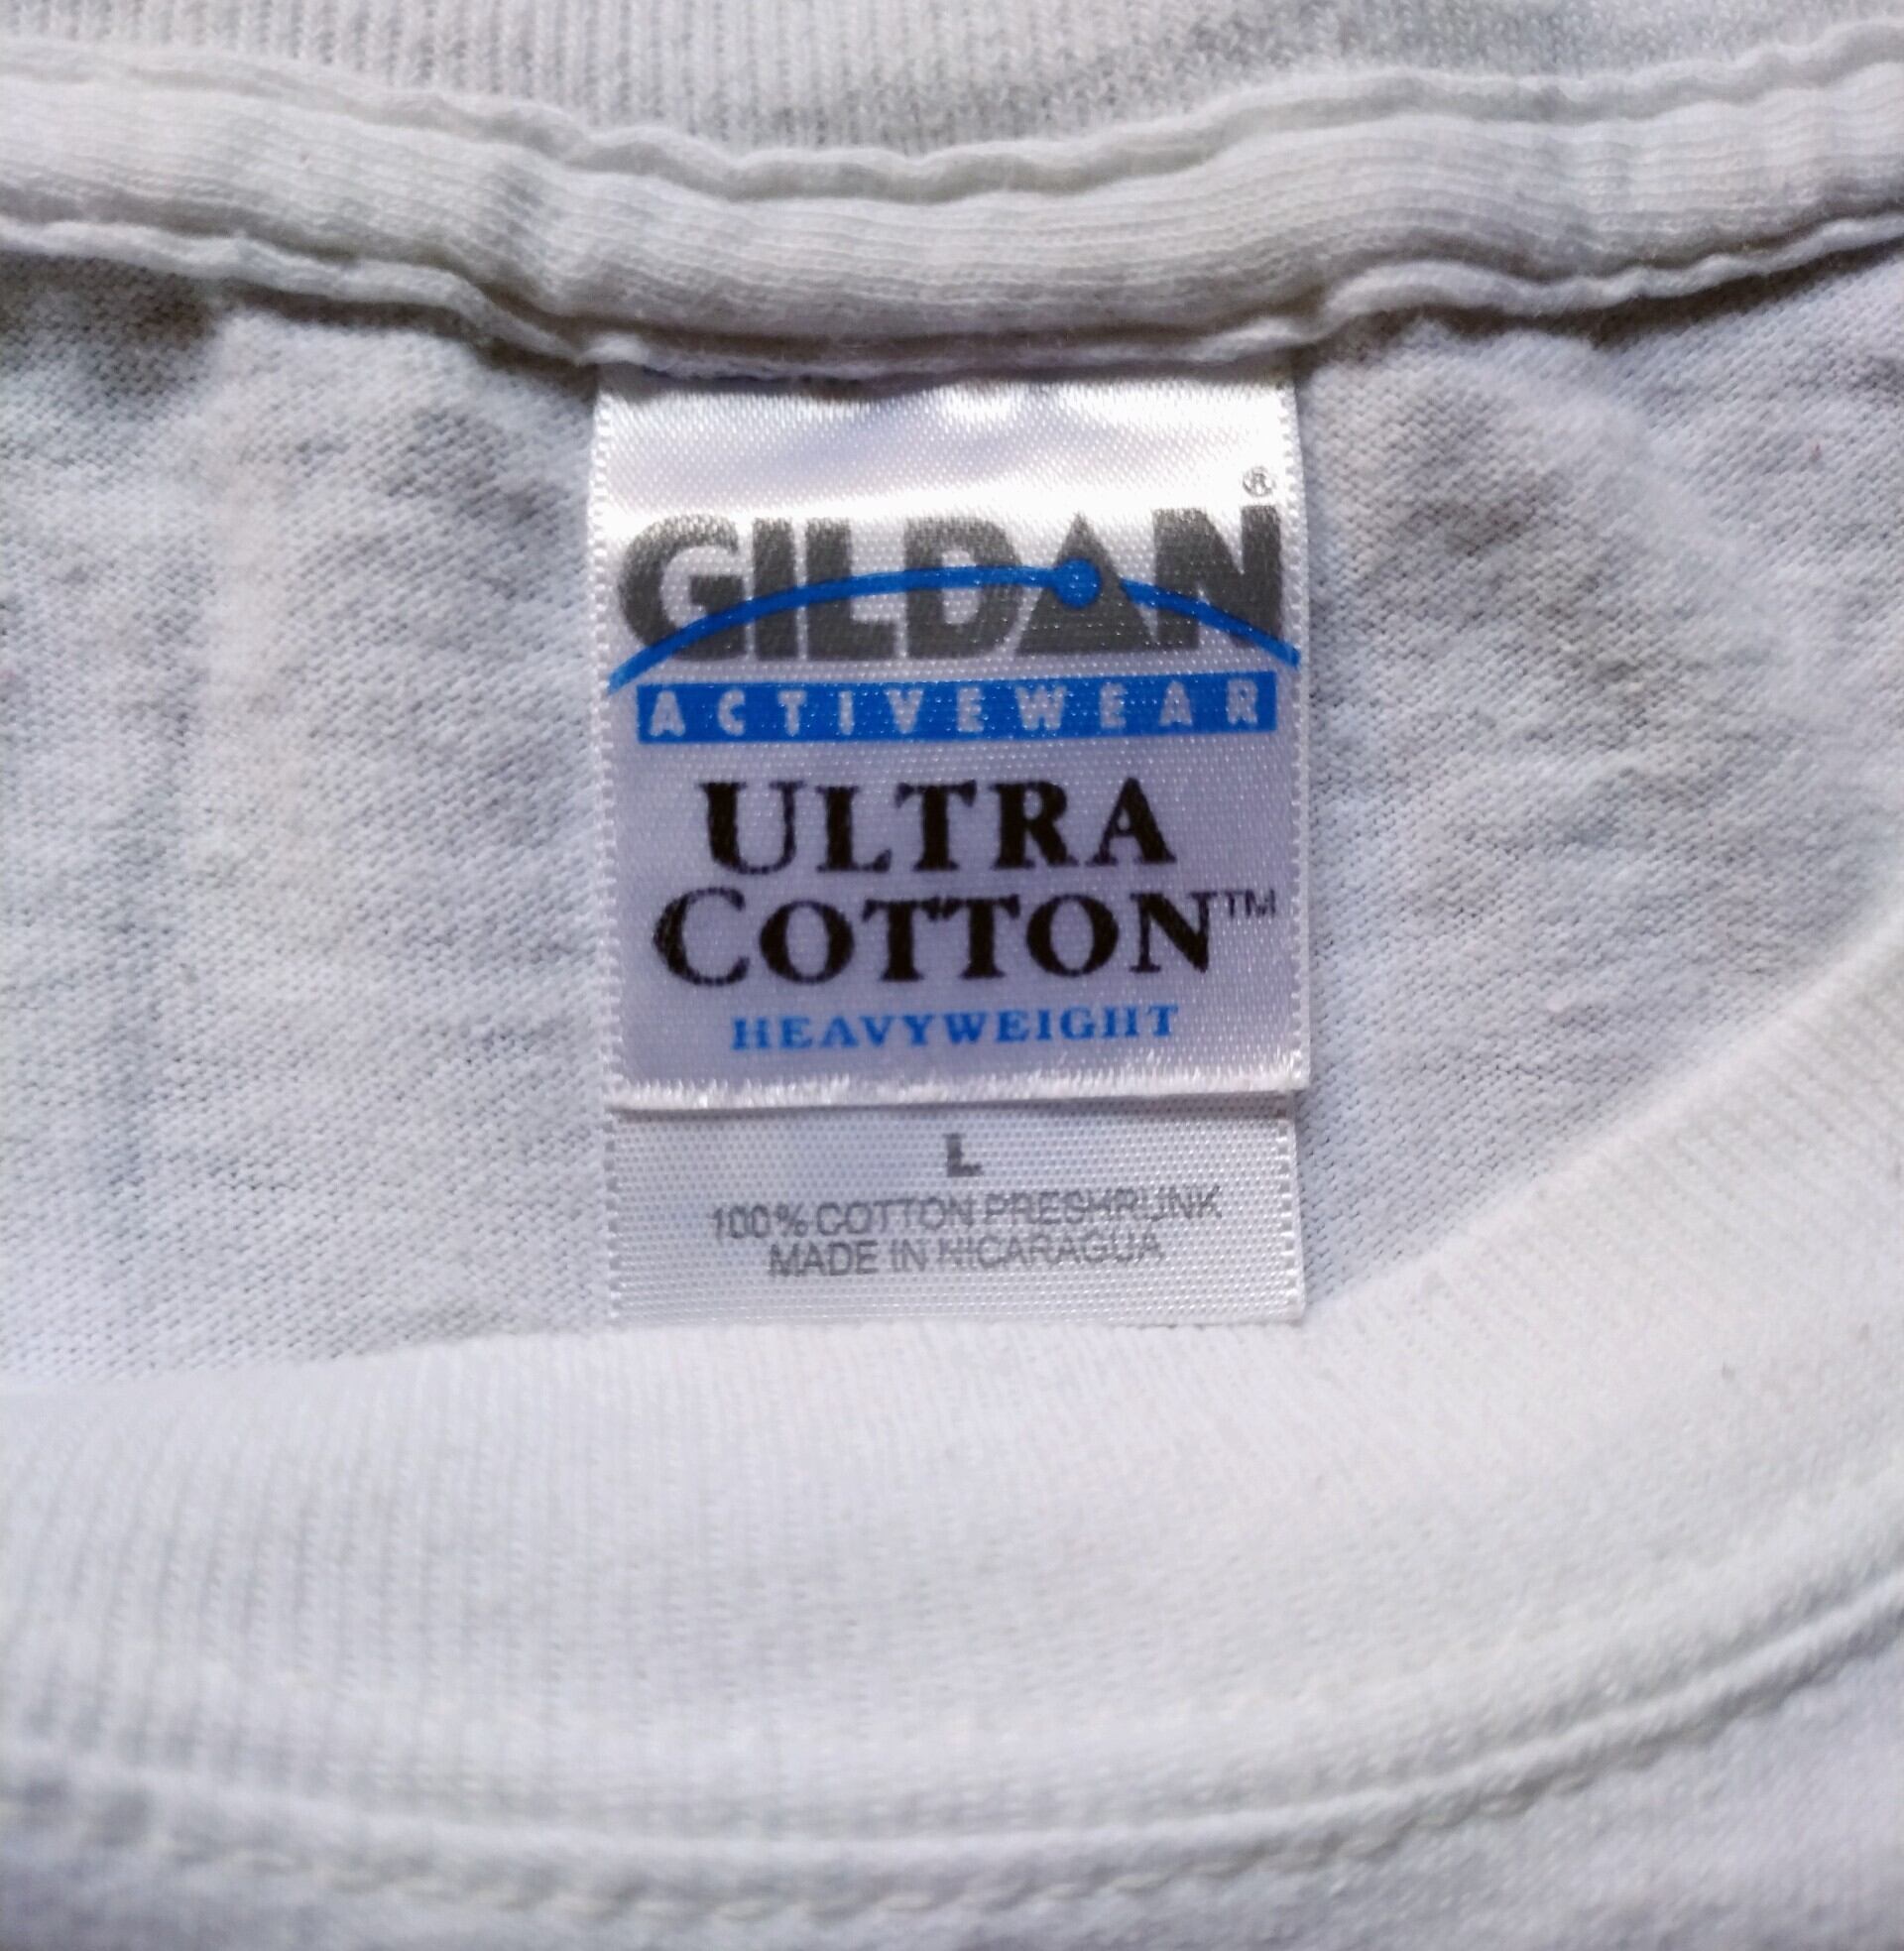 GILDAN®
ACTIVEWEAR
ULTRA
COTTON™
HEAVYWEIGHT
L
100% COTTON PRESHRUNK
MADE IN NICARAGUA